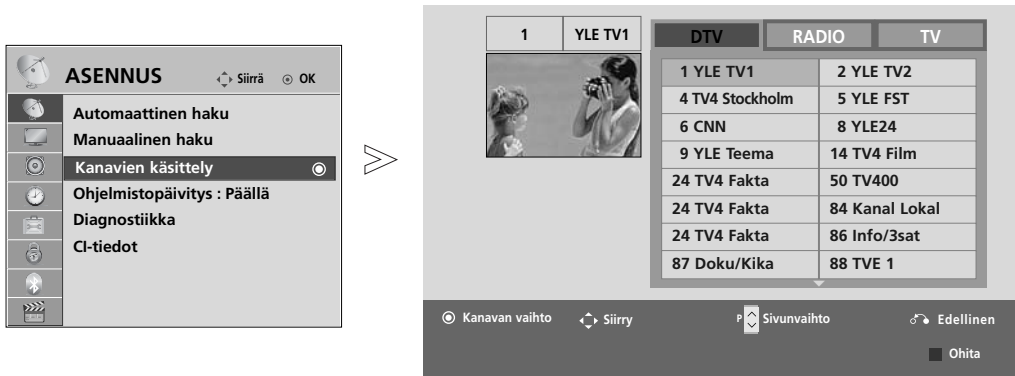 ASENNUS Siirrä OK
Automaattinen haku
Manuaalinen haku
Kanavien käsittely
Ohjelmistopäivitys : Päällä
Diagnostiikka
CI-tiedot
1 YLE TV1
DTV RADIO TV
1 YLE TV1 2 YLE TV2
4 TV4 Stockholm 5 YLE FST
6 CNN 8 YLE24
9 YLE Teema 14 TV4 Film
24 TV4 Fakta 50 TV400
24 TV4 Fakta 84 Kanal Lokal
24 TV4 Fakta 86 Info/3sat
87 Doku/Kika 88 TVE 1
Kanavan vaihto Siirry P Sivunvaihto Edellinen
Ohita